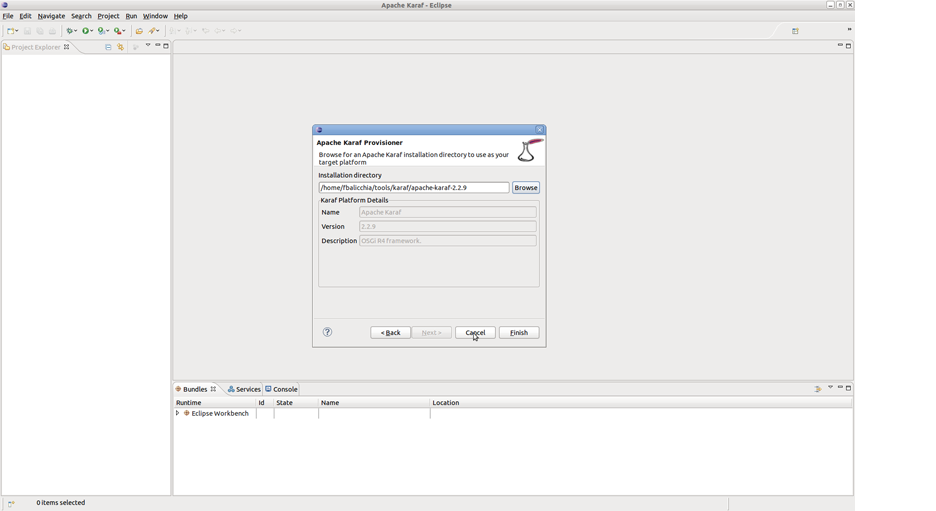 Apache Karaf - Eclipse
File Edit Navigate Search Project Run Window Help
Project Explorer
Apache Karaf Provisioner
Browse for an Apache Karaf installation directory to use as your
target platform
Installation directory
/home/fbalicchia/tools/karaf/apache-karaf-2.2.9 Browse
Karaf Platform Details
Name Apache Karaf
Version 2.2.9
Description OSGi R4 framework.
< Back Next > Cancel Finish
Bundles Services Console
Runtime Id State Name Location
Eclipse Workbench
0 items selected